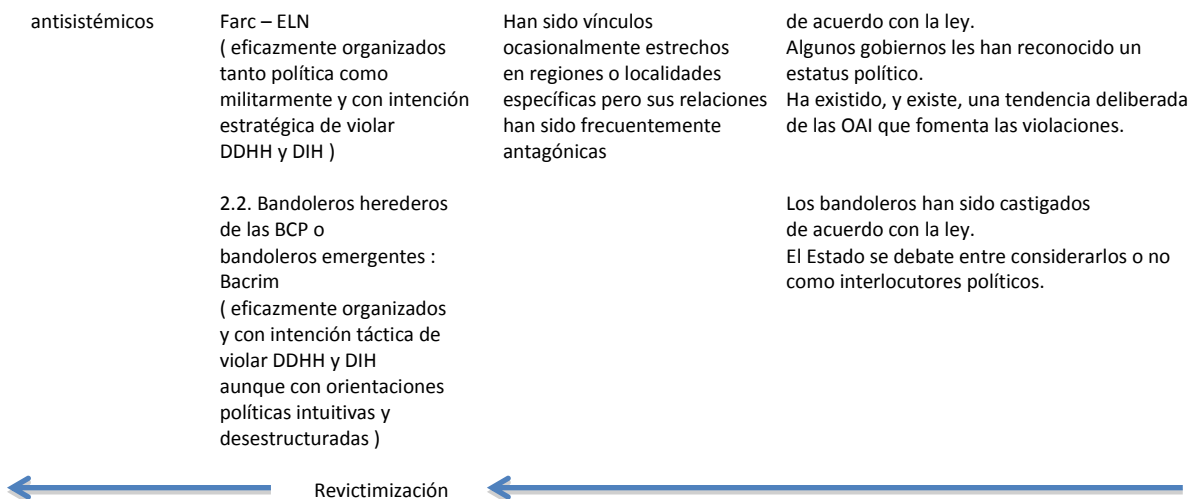 antisistémicos
Farc – ELN
( eficazmente organizados
tanto política como
militarmente y con intención
estratégica de violar
DDHH y DIH )
Han sido vínculos
ocasionalmente estrechos
en regiones o localidades
específicas pero sus relaciones
han sido frecuentemente
antagónicas
de acuerdo con la ley.
Algunos gobiernos les han reconocido un
estatus político.
Ha existido, y existe, una tendencia deliberada
de las OAI que fomenta las violaciones.
2.2. Bandoleros herederos
de las BCP o
bandoleros emergentes :
Bacrim
( eficazmente organizados
y con intención táctica de
violar DDHH y DIH
aunque con orientaciones
políticas intuitivas y
desestructuradas )
Los bandoleros han sido castigados
de acuerdo con la ley.
El Estado se debate entre considerarlos o no
como interlocutores políticos.
Revictimización